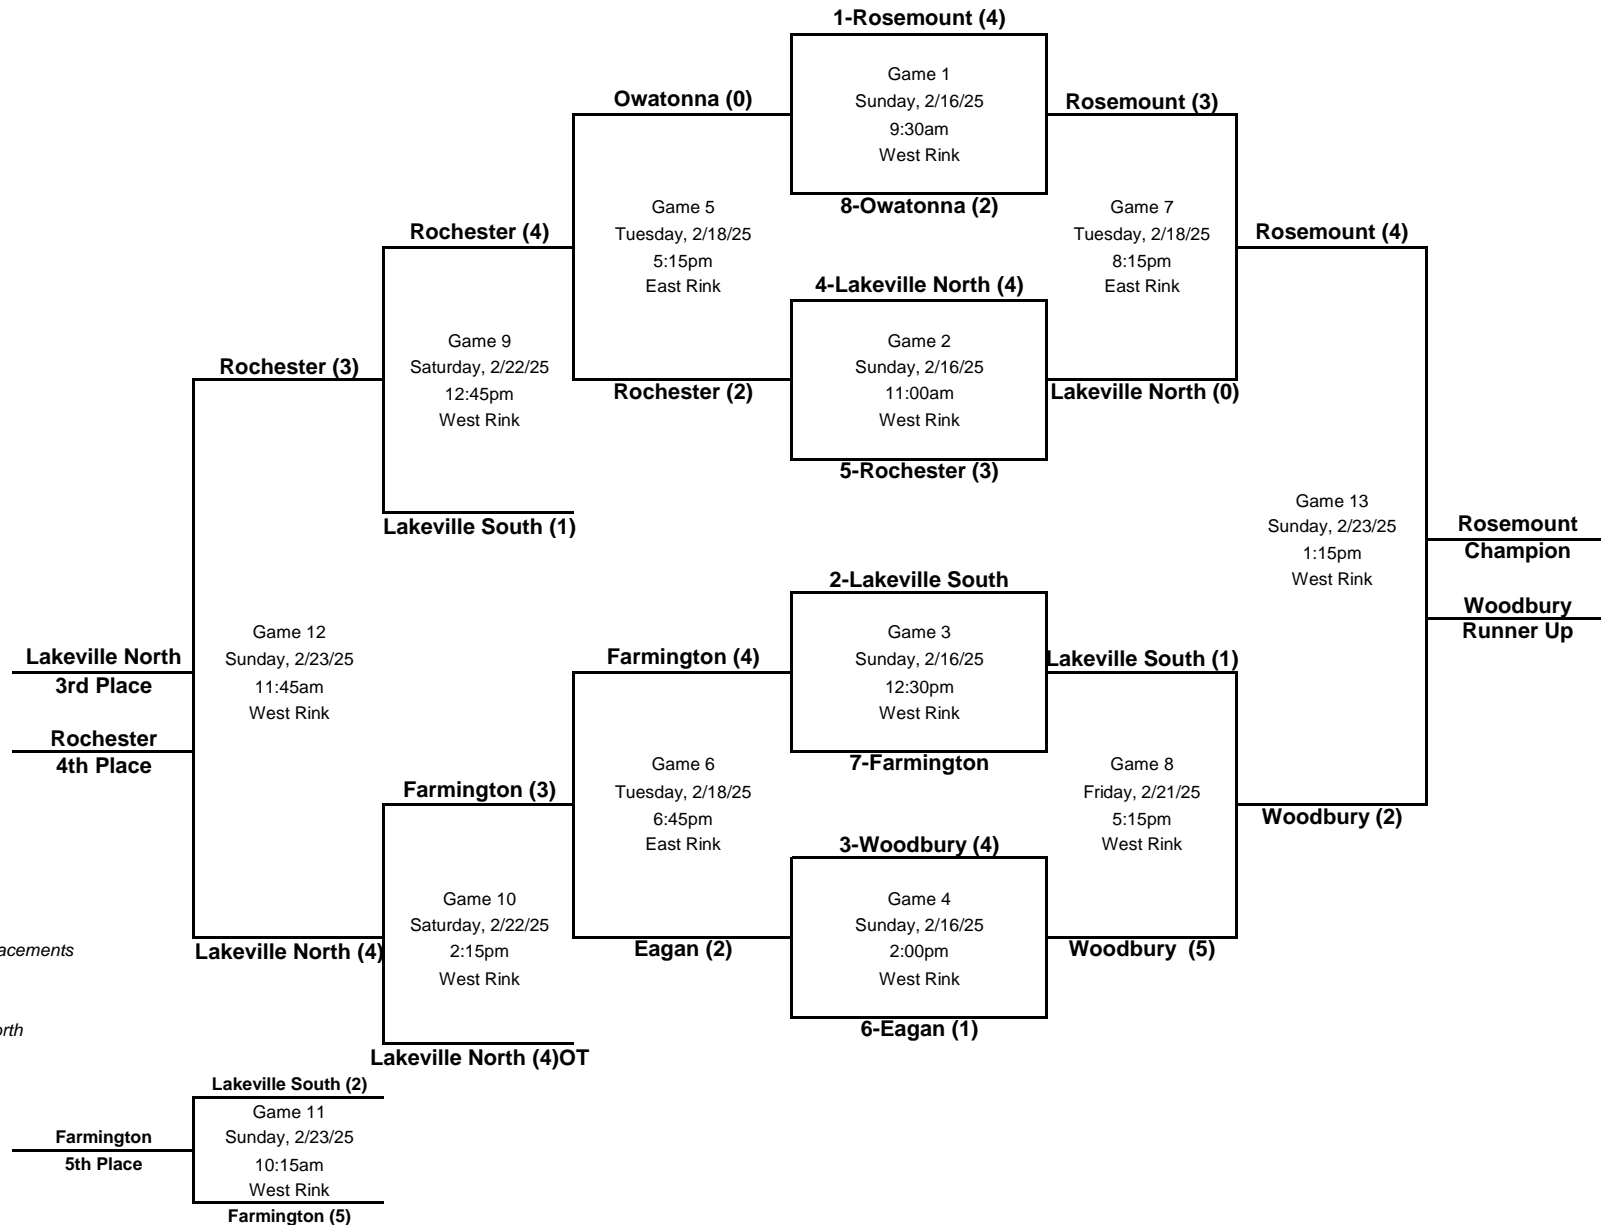 1-Rosemount (4)
Game 1
Sunday, 2/16/25
9:30am
West Rink
8-Owatonna (2)
Owatonna (0)
Rosemount (3)
Game 5
Tuesday, 2/18/25
5:15pm
East Rink
Game 7
Tuesday, 2/18/25
8:15pm
East Rink
Rochester (4)
Rosemount (4)
4-Lakeville North (4)
Game 2
Sunday, 2/16/25
11:00am
West Rink
5-Rochester (3)
Game 9
Saturday, 2/22/25
12:45pm
West Rink
Rochester (3)
Rochester (2)
Lakeville North (0)
Lakeville South (1)
Game 13
Sunday, 2/23/25
1:15pm
West Rink
Rosemount
Champion
Woodbury
Runner Up
2-Lakeville South
Game 3
Sunday, 2/16/25
12:30pm
West Rink
7-Farmington
Game 12
Sunday, 2/23/25
11:45am
West Rink
Lakeville North
3rd Place
Rochester
4th Place
Farmington (4)
Lakeville South (1)
Game 6
Tuesday, 2/18/25
6:45pm
East Rink
Game 8
Friday, 2/21/25
5:15pm
West Rink
Farmington (3)
Woodbury (2)
3-Woodbury (4)
Game 4
Sunday, 2/16/25
2:00pm
West Rink
6-Eagan (1)
Game 10
Saturday, 2/22/25
2:15pm
West Rink
acements
Lakeville North (4)
Eagan (2)
Woodbury  (5)
orth
Lakeville North (4)OT
Lakeville South (2)
Game 11
Sunday, 2/23/25
10:15am
West Rink
Farmington (5)
Farmington
5th Place